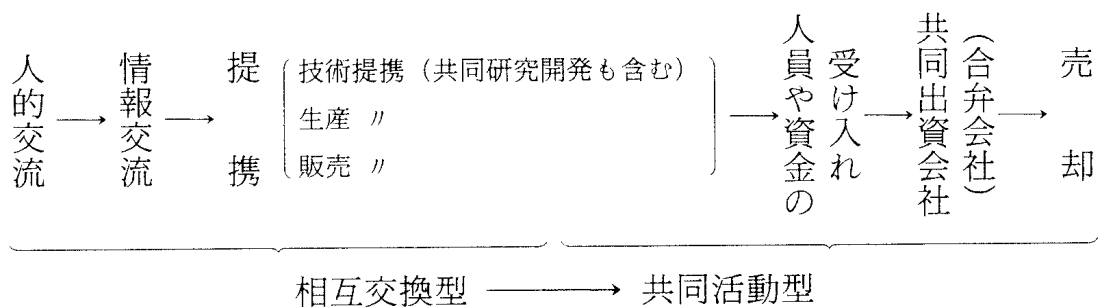 人的交流
情報交流
提携
技術提携（共同研究開発も含む）
生産 〃
販売 〃
人員や資金の
受け入れ
共同出資会社
（合弁会社）
売却
相互交換型
共同活動型